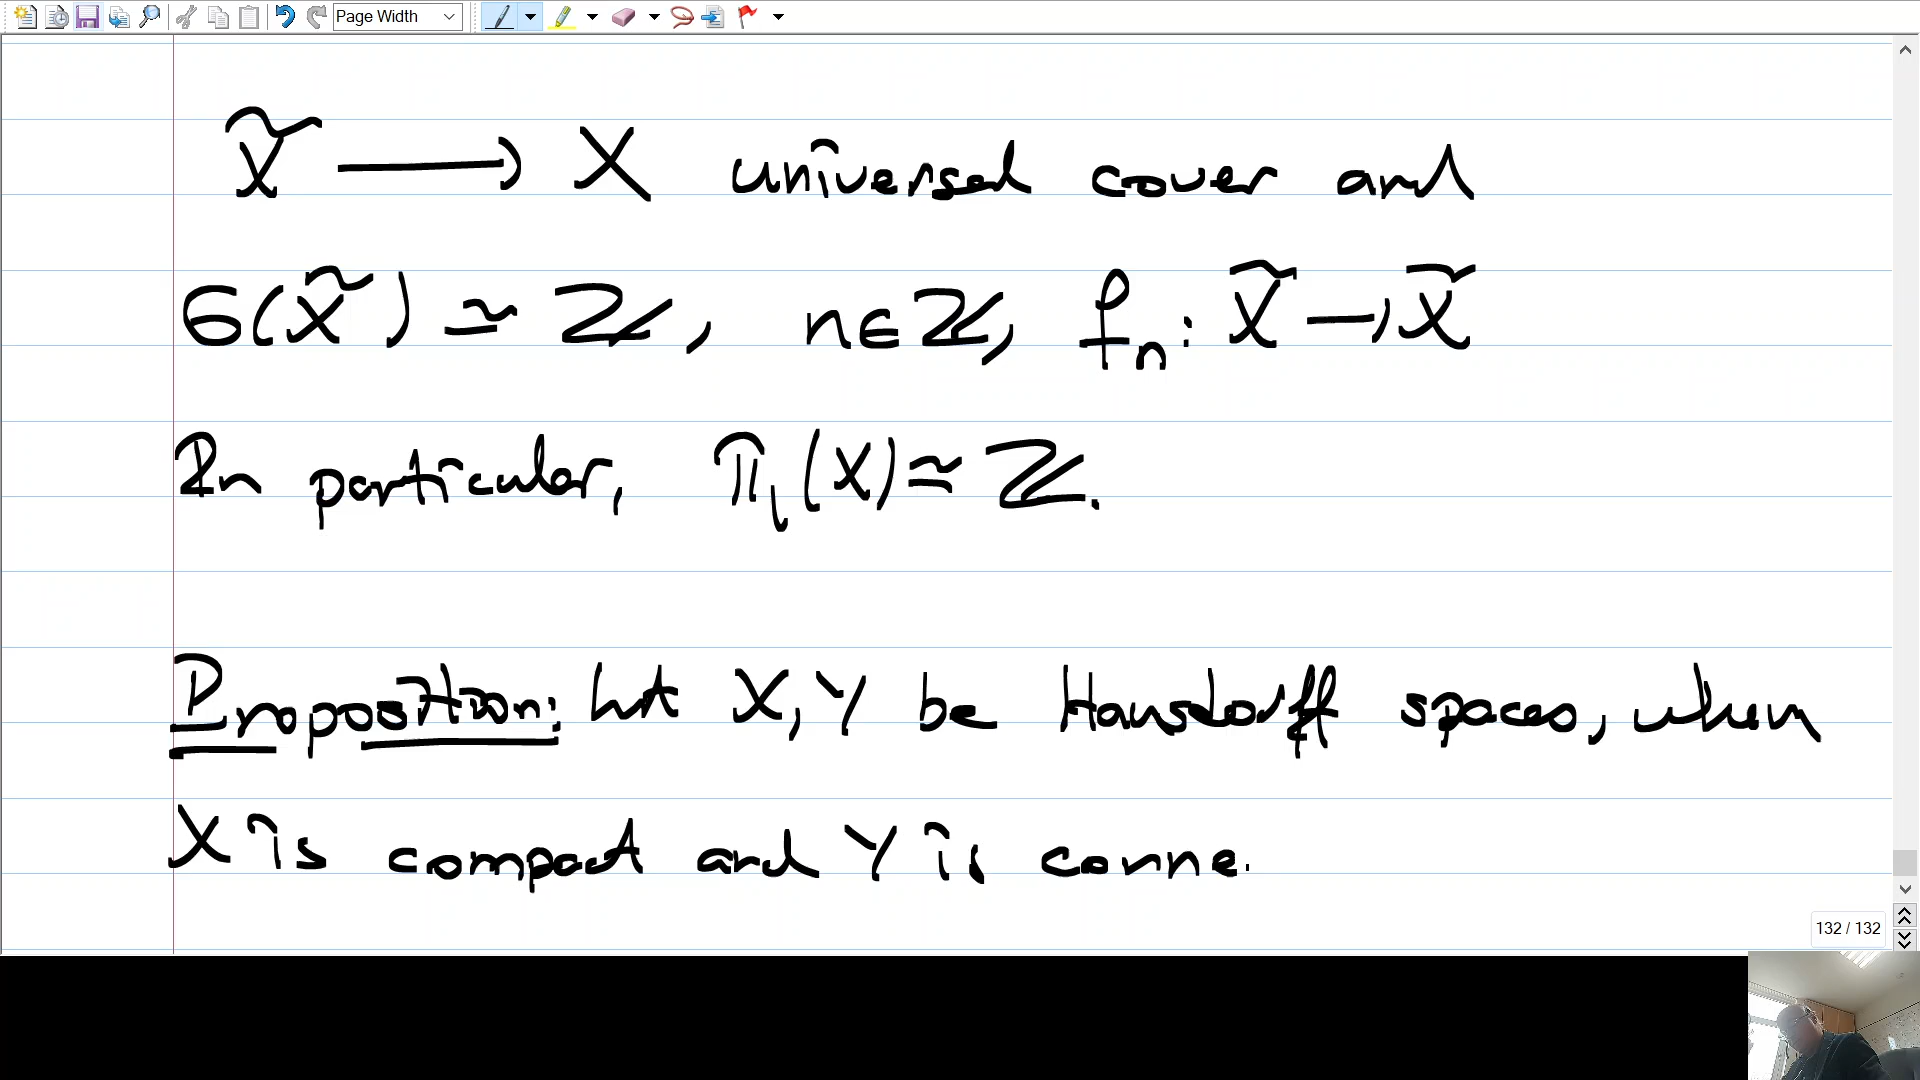 Page Width
X̃ ⟶ X universal cover and
G(X̃) ≃ ℤ, n∈ℤ, fₙ: X̃ → X̃
In particular, π₁(X) ≃ ℤ.
Proposition: Let X, Y be Hausdorff spaces, when
X is compact and Y is conne.
132 / 132